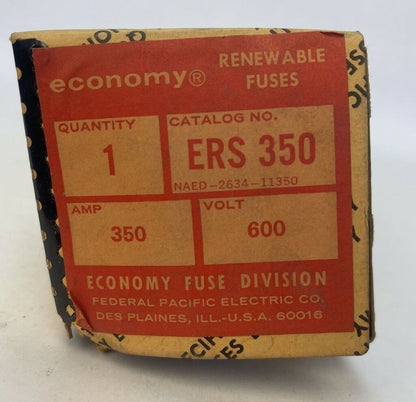 economy®
RENEWABLE
FUSES
QUANTITY
1
CATALOG NO.
ERS 350
NAED-2634-11350
AMP
350
VOLT
600
ECONOMY FUSE DIVISION
FEDERAL PACIFIC ELECTRIC CO.
DES PLAINES, ILL.-U.S.A. 60016